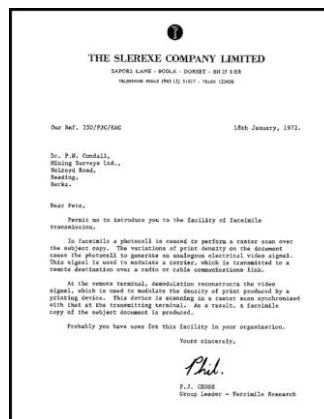 THE SLEREXE COMPANY LIMITED
SAPORS LANE - BOOLE - DORSET - BH 25 8 ER
TELEPHONE BOOLE (945 13) 51617 - TELEX 123456
Our Ref. 350/PJC/EAC
18th January, 1972.
Dr. P.N. Cundall,
Mining Surveys Ltd.,
Holroyd Road,
Reading,
Berks.
Dear Pete,
Permit me to introduce you to the facility of facsimile
transmission.
In facsimile a photocell is caused to perform a raster scan over
the subject copy. The variations of print density on the document
cause the photocell to generate an analogous electrical video signal.
This signal is used to modulate a carrier, which is transmitted to a
remote destination over a radio or cable communications link.
At the remote terminal, demodulation reconstructs the video
signal, which is used to modulate the density of print produced by a
printing device. This device is scanning in a raster scan synchronised
with that at the transmitting terminal. As a result, a facsimile
copy of the subject document is produced.
Probably you have uses for this facility in your organisation.
Yours sincerely,
Phil.
P.J. CROSS
Group Leader - Facsimile Research